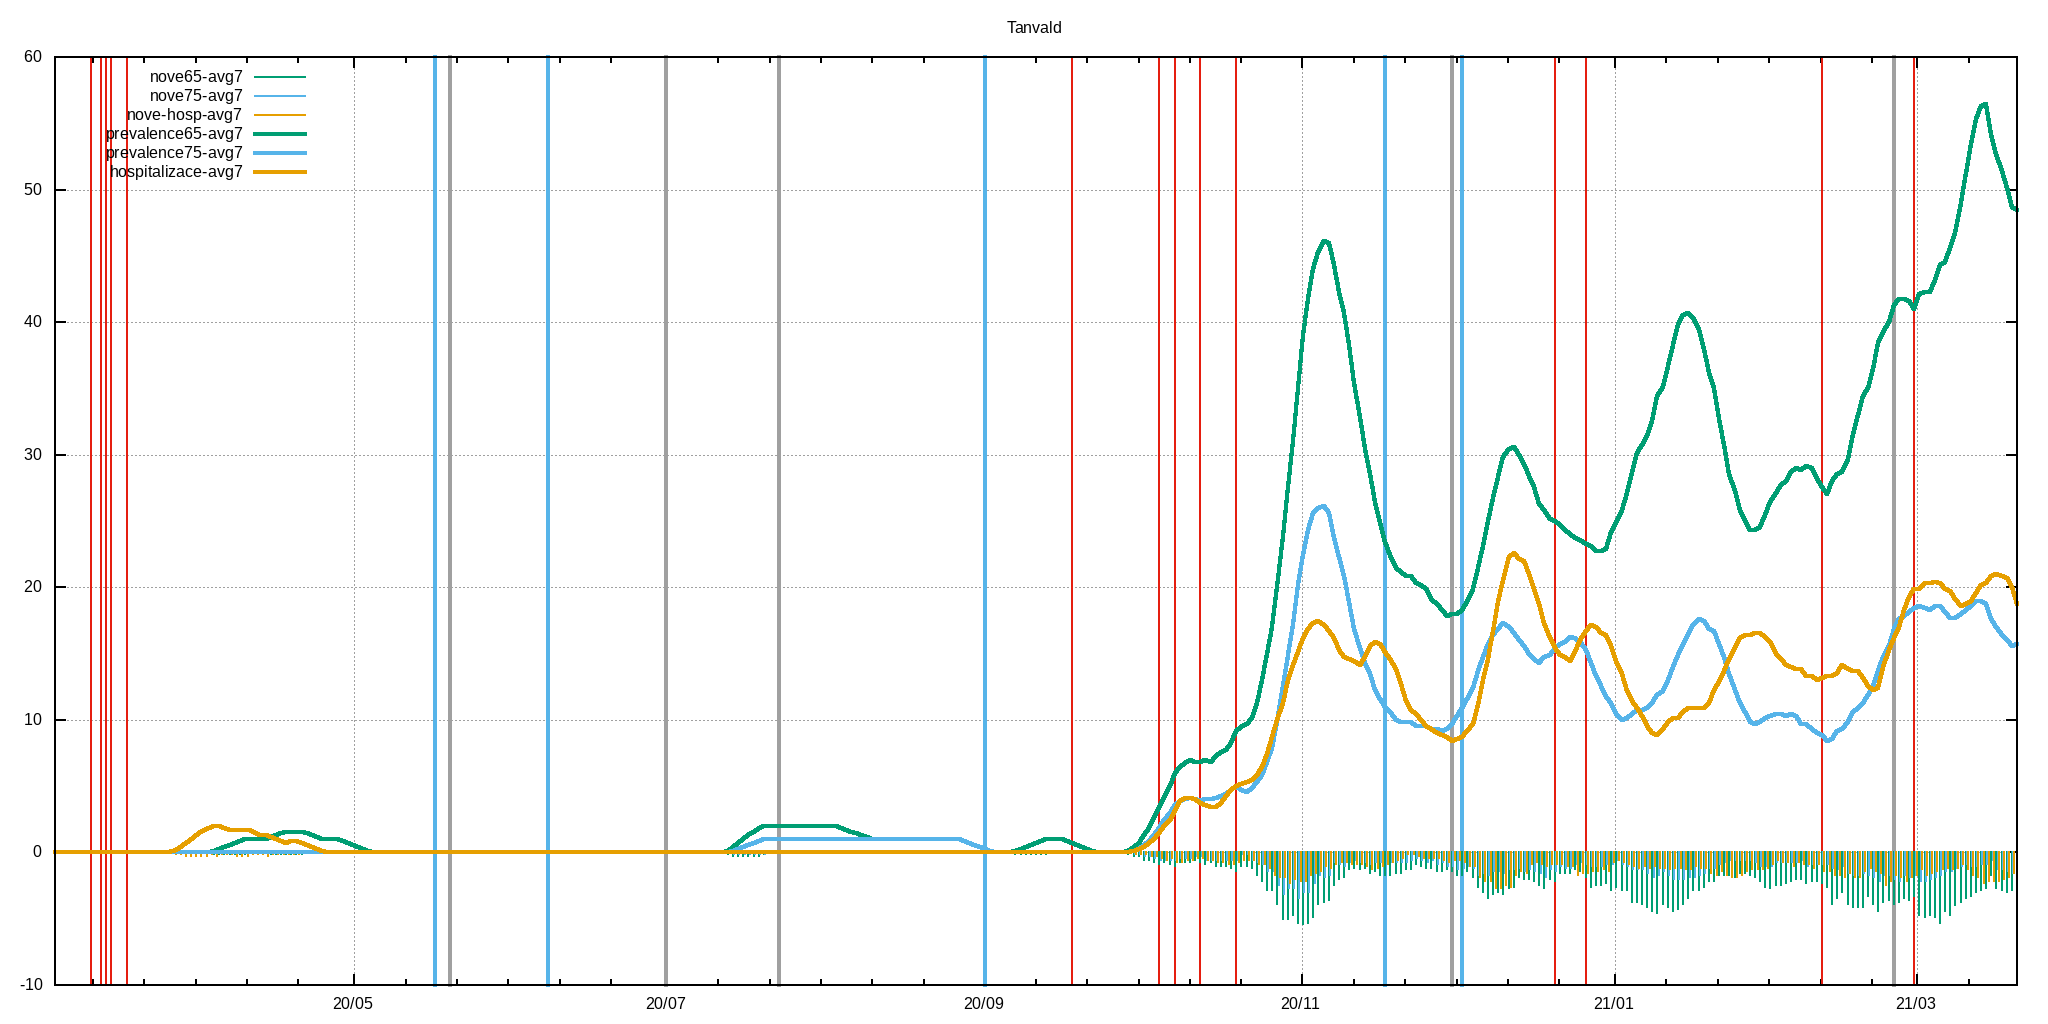 Tanvald
60
nove65-avg7
nove75-avg7
nove-hosp-avg7
prevalence65-avg7
prevalence75-avg7
hospitalizace-avg7
50
40
30
20
10
0
-10
20/05 20/07 20/09 20/11 21/01 21/03